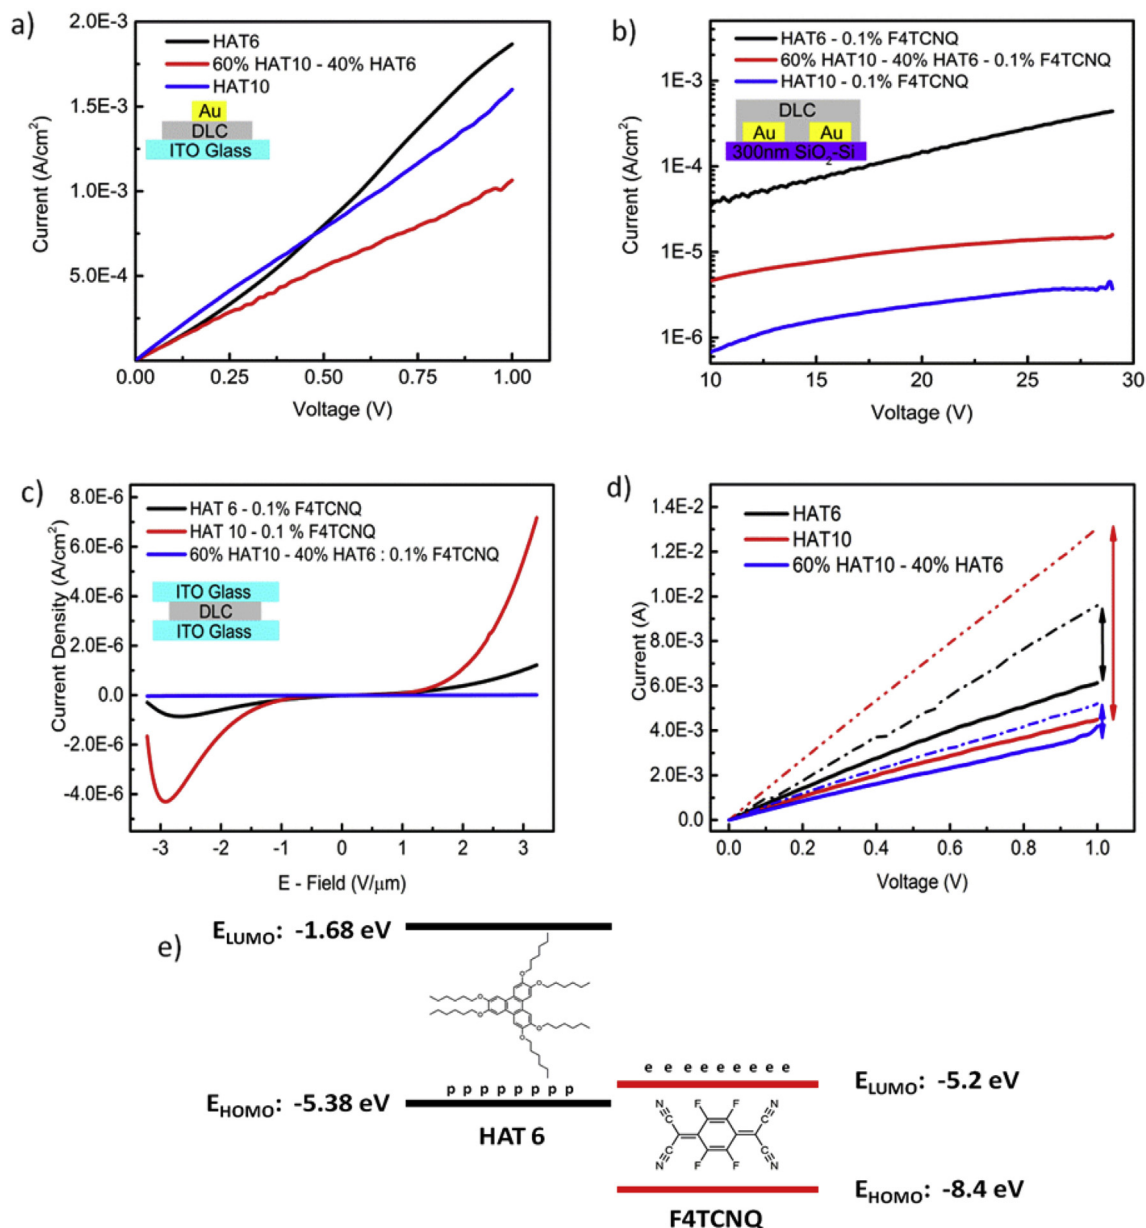 a)
2.0E-3
1.5E-3
1.0E-3
5.0E-4
Current (A/cm²)
HAT6
60% HAT10 - 40% HAT6
HAT10
Au
DLC
ITO Glass
0.00 0.25 0.50 0.75 1.00
Voltage (V)
b)
1E-3
1E-4
1E-5
1E-6
Current (A/cm²)
HAT6 - 0.1% F4TCNQ
60% HAT10 - 40% HAT6 - 0.1% F4TCNQ
HAT10 - 0.1% F4TCNQ
DLC
Au Au
300nm SiO₂-Si
10 15 20 25 30
Voltage (V)
c)
8.0E-6
6.0E-6
4.0E-6
2.0E-6
0.0
-2.0E-6
-4.0E-6
Current Density (A/cm²)
HAT 6 - 0.1% F4TCNQ
HAT 10 - 0.1 % F4TCNQ
60% HAT10 - 40% HAT6 : 0.1% F4TCNQ
ITO Glass
DLC
ITO Glass
-3 -2 -1 0 1 2 3
E - Field (V/μm)
d)
1.4E-2
1.2E-2
1.0E-2
8.0E-3
6.0E-3
4.0E-3
2.0E-3
0.0
Current (A)
HAT6
HAT10
60% HAT10 - 40% HAT6
0.0 0.2 0.4 0.6 0.8 1.0
Voltage (V)
e)
E_LUMO: -1.68 eV
O O
O O
O O
p p p p p p p p
E_HOMO: -5.38 eV
HAT 6
e e e e e e e e
E_LUMO: -5.2 eV
N F F N
N F F N
E_HOMO: -8.4 eV
F4TCNQ